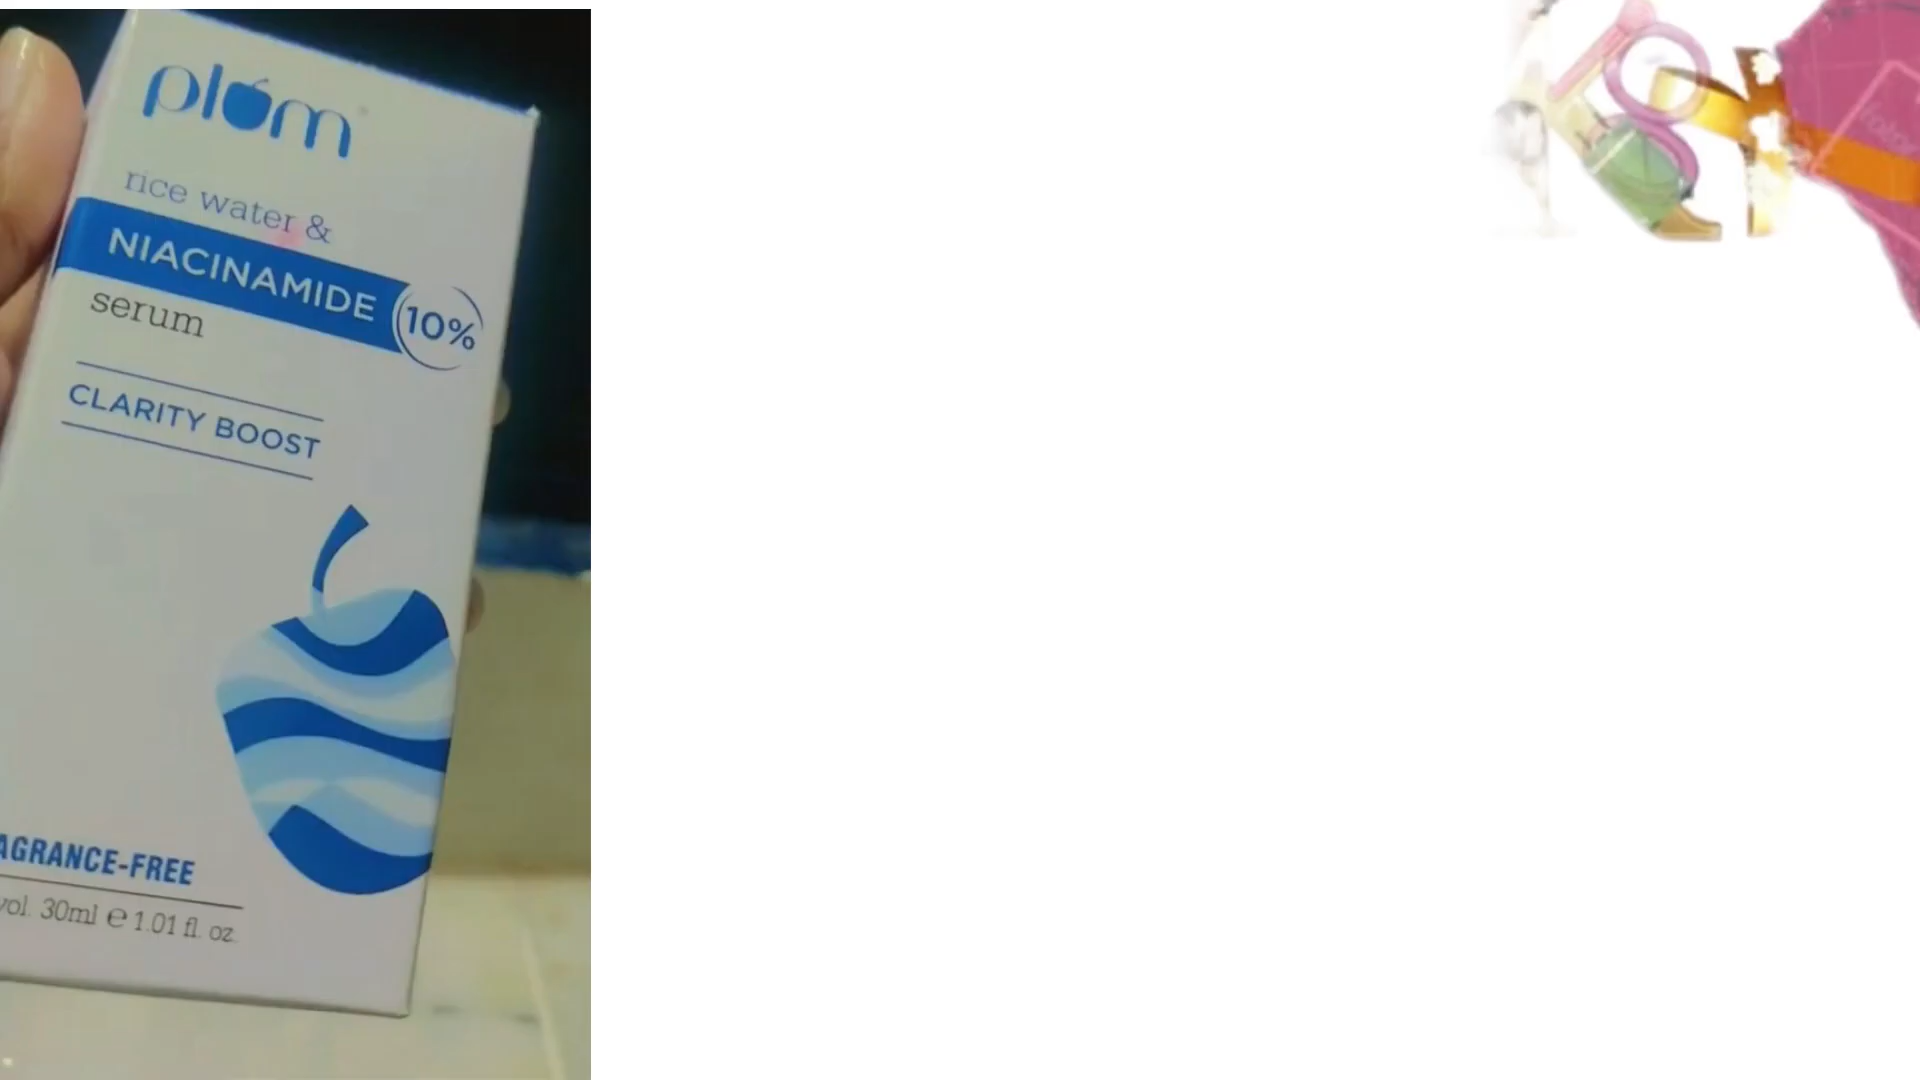 plum
rice water &
NIACINAMIDE 10%
serum
CLARITY BOOST
AGRANCE-FREE
vol. 30ml e 1.01 fl. oz.